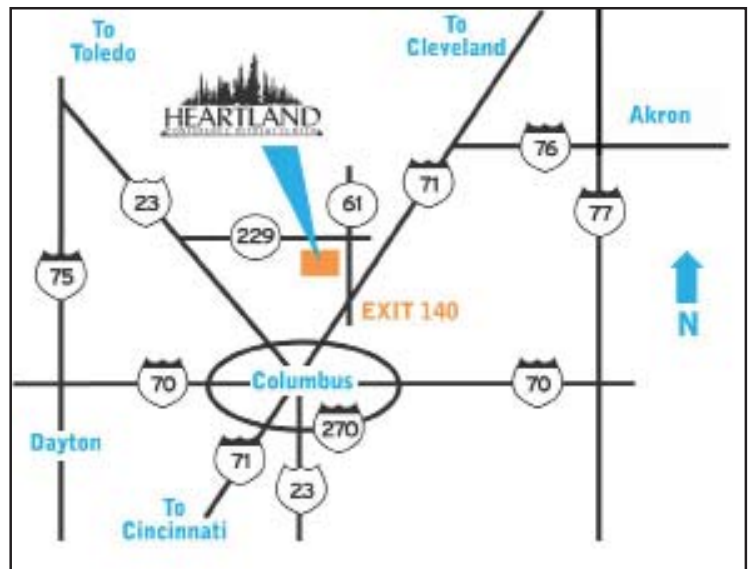 To
Toledo
To
Cleveland
HEARTLAND
Akron
76
71
23
61
77
229
75
EXIT 140
N
70
Columbus
70
270
Dayton
71
23
To
Cincinnati